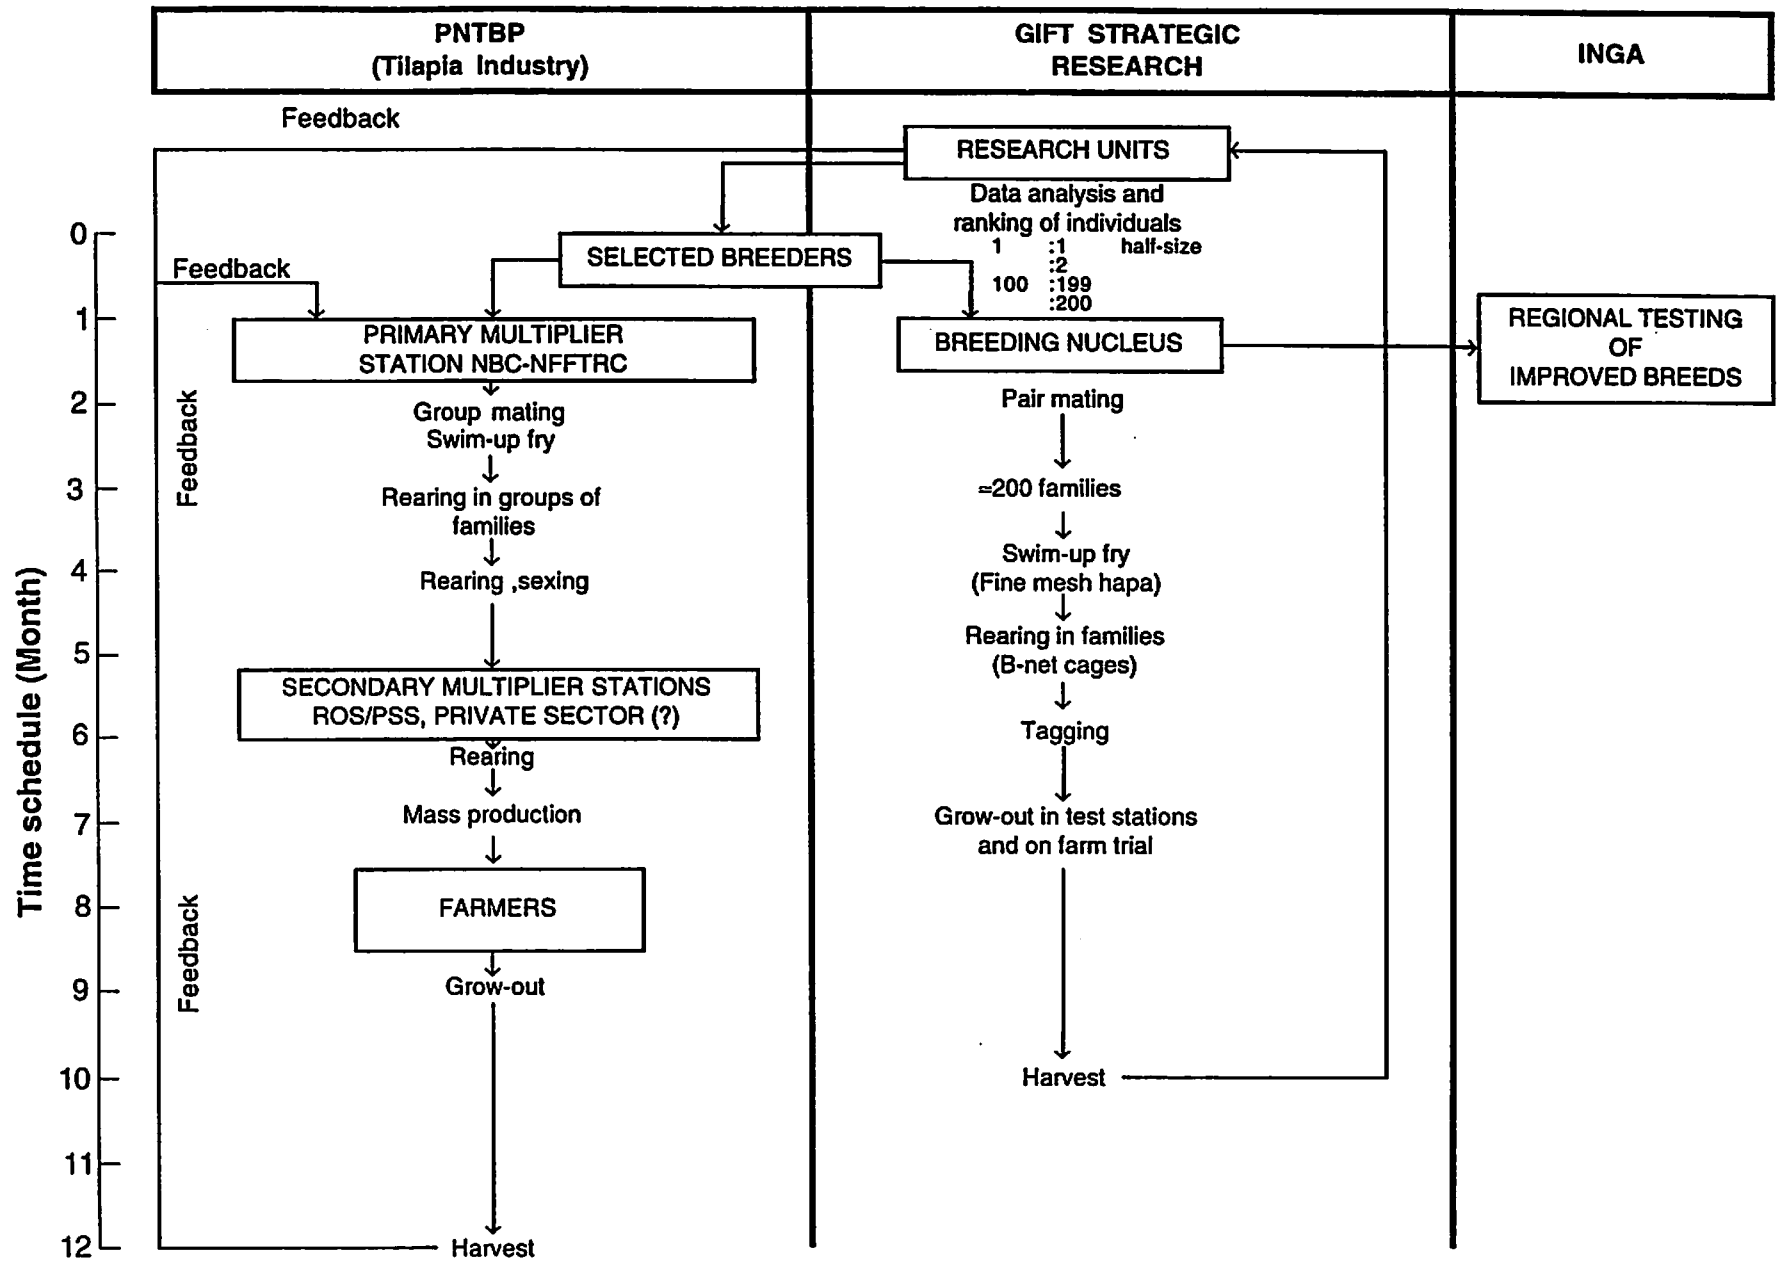 PNTBP
(Tilapia Industry)
GIFT STRATEGIC
RESEARCH
INGA
Feedback
RESEARCH UNITS
Data analysis and
ranking of individuals
1 :1 half-size
:2
100 :199
:200
SELECTED BREEDERS
Feedback
PRIMARY MULTIPLIER
STATION NBC-NFFTRC
Group mating
Swim-up fry
Rearing in groups of
families
Rearing ,sexing
SECONDARY MULTIPLIER STATIONS
ROS/PSS, PRIVATE SECTOR (?)
Rearing
Mass production
FARMERS
Grow-out
Harvest
Feedback
Feedback
BREEDING NUCLEUS
Pair mating
≃200 families
Swim-up fry
(Fine mesh hapa)
Rearing in families
(B-net cages)
Tagging
Grow-out in test stations
and on farm trial
Harvest
REGIONAL TESTING
OF
IMPROVED BREEDS
Time schedule (Month)
0
1
2
3
4
5
6
7
8
9
10
11
12